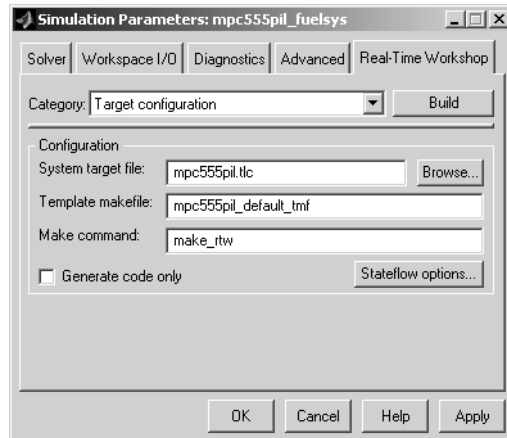 Simulation Parameters: mpc555pil_fuelsys
Solver Workspace I/O Diagnostics Advanced Real-Time Workshop
Category: Target configuration Build
Configuration
System target file: mpc555pil.tlc Browse...
Template makefile: mpc555pil_default_tmf
Make command: make_rtw
Generate code only Stateflow options...
OK Cancel Help Apply